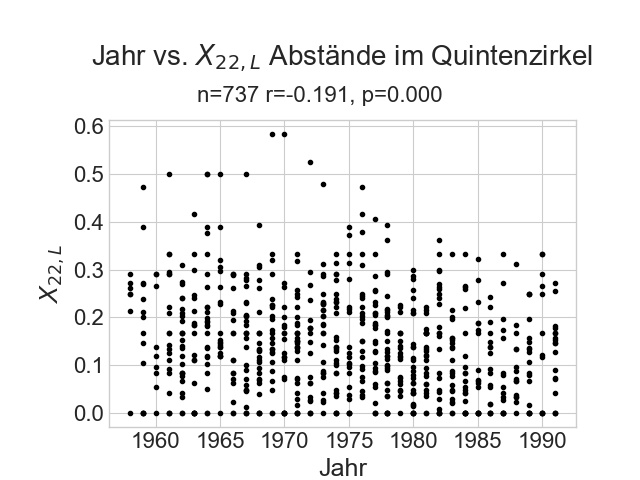 Jahr vs. X22, L Abstände im Quintenzirkel
n=737 r=-0.191, p=0.000
0.6
0.5
0.4
0.3
0.2
0.1
0.0
X22, L
1960 1965 1970 1975 1980 1985 1990
Jahr